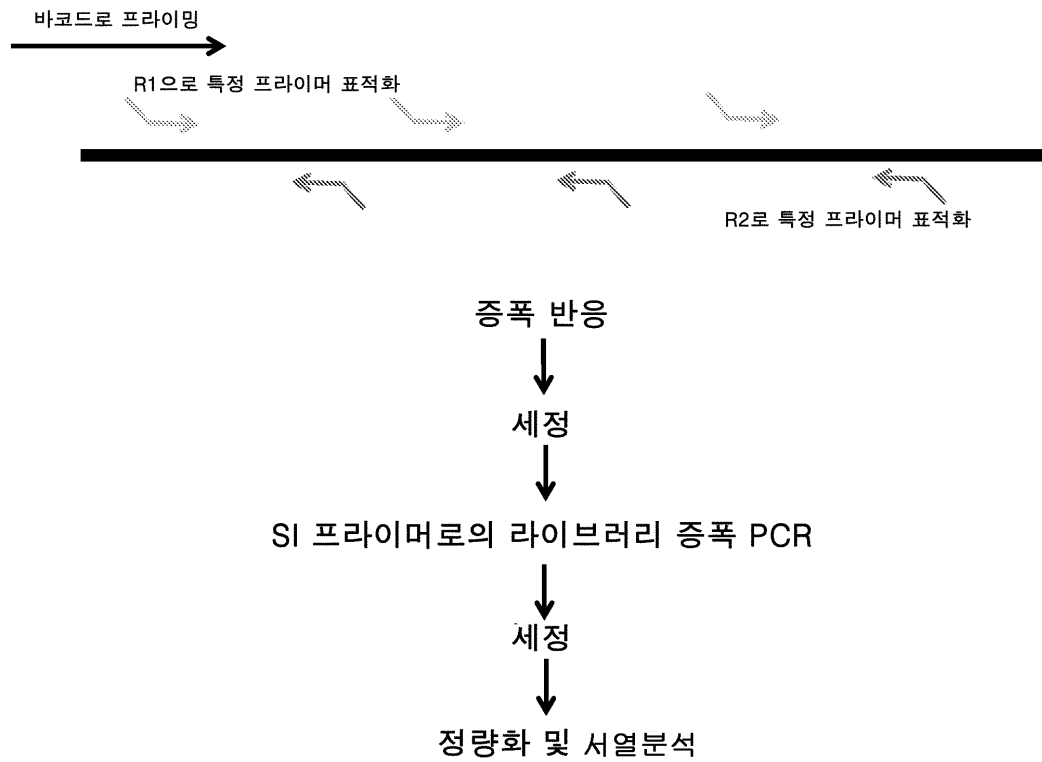 바코드로 프라이밍
R1으로 특정 프라이머 표적화
R2로 특정 프라이머 표적화
증폭 반응
세정
SI 프라이머로의 라이브러리 증폭 PCR
세정
정량화 및 서열분석